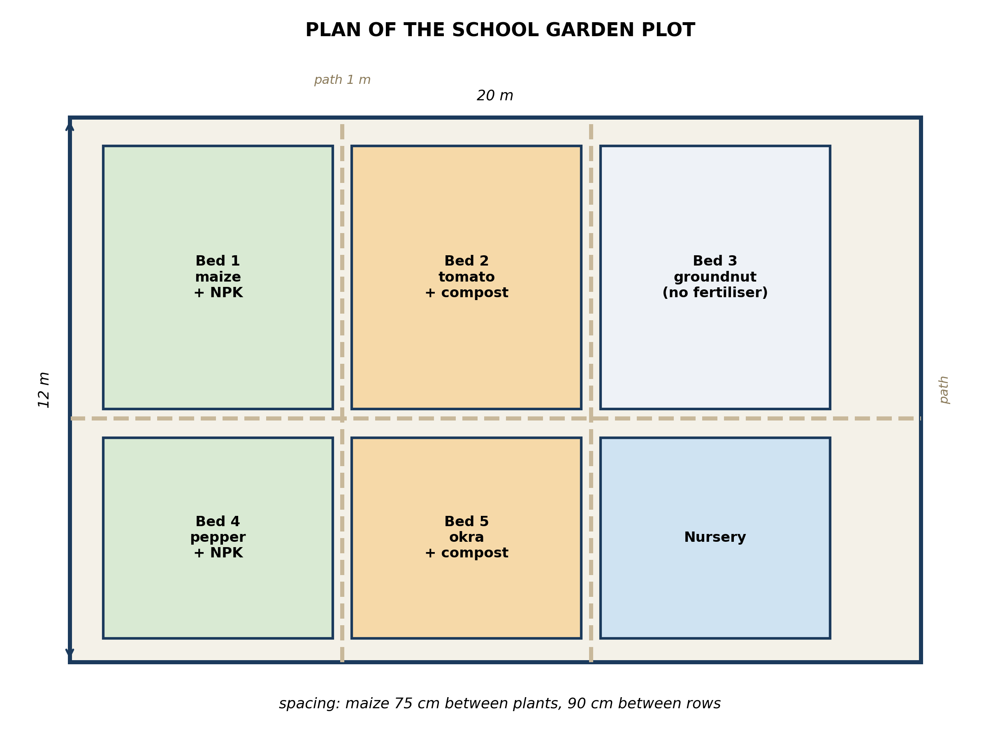 PLAN OF THE SCHOOL GARDEN PLOT
path 1 m
20 m
Bed 1
maize
+ NPK
Bed 2
tomato
+ compost
Bed 3
groundnut
(no fertiliser)
12 m
path
Bed 4
pepper
+ NPK
Bed 5
okra
+ compost
Nursery
spacing: maize 75 cm between plants, 90 cm between rows